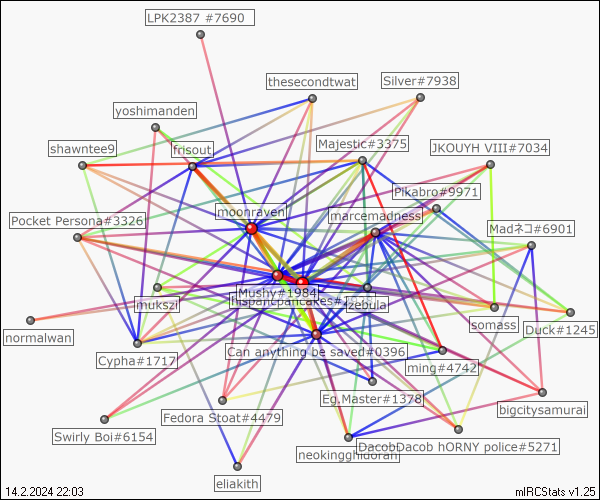 LPK2387 #7690
thesecondtwat
Silver#7938
yoshimanden
shawntee9
frisout
Majestic#3375
JKOUYH VIII#7034
Pikabro#9971
Pocket Persona#3326
moonraven
marcemadness
Madネコ#6901
Mushy#1984
mukszi
zebula
somass
Duck#1245
normalwan
Cypha#1717
Can anything be saved#0396
ming#4742
Eg.Master#1378
bigcitysamurai
Fedora Stoat#4479
Swirly Boi#6154
DacobDacob hORNY police#5271
neokingghidorah
eliakith
14.2.2024 22:03
mIRCStats v1.25